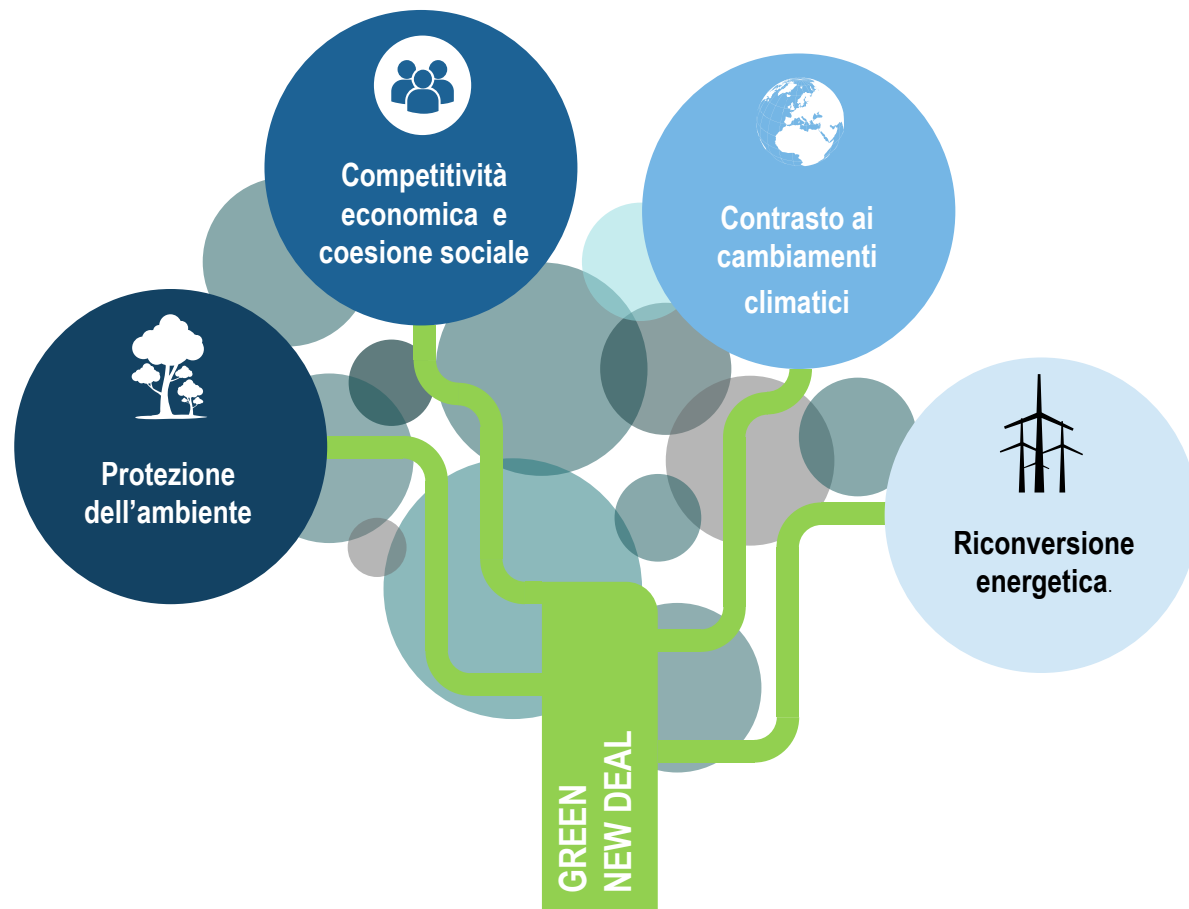 Competitività
economica e
coesione sociale
Contrasto ai
cambiamenti
climatici
Protezione
dell’ambiente
Riconversione
energetica.
GREEN
NEW DEAL